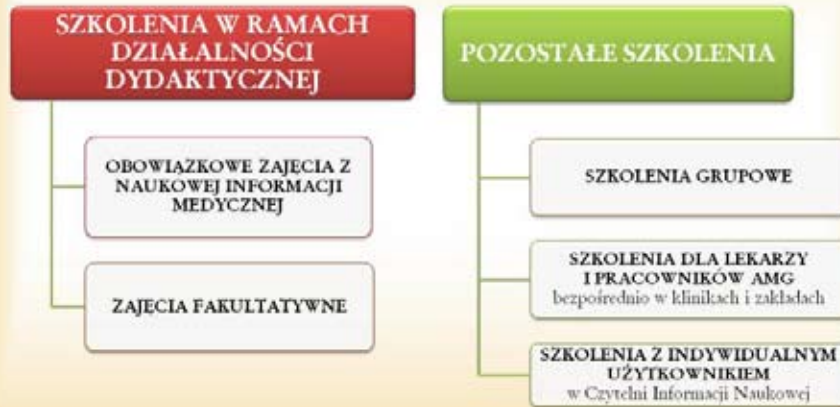 SZKOLENIA W RAMACH
DZIAŁALNOŚCI
DYDAKTYCZNEJ
OBOWIĄZKOWE ZAJĘCIA Z
NAUKOWEJ INFORMACJI
MEDYCZNEJ
ZAJĘCIA FAKULTATYWNE
POZOSTAŁE SZKOLENIA
SZKOLENIA GRUPOWE
SZKOLENIA DLA LEKARZY
I PRACOWNIKÓW AMG
bezpośrednio w klinikach i zakładach
SZKOLENIA Z INDYWIDUALNYM
UŻYTKOWNIKIEM
w Czytelni Informacji Naukowej